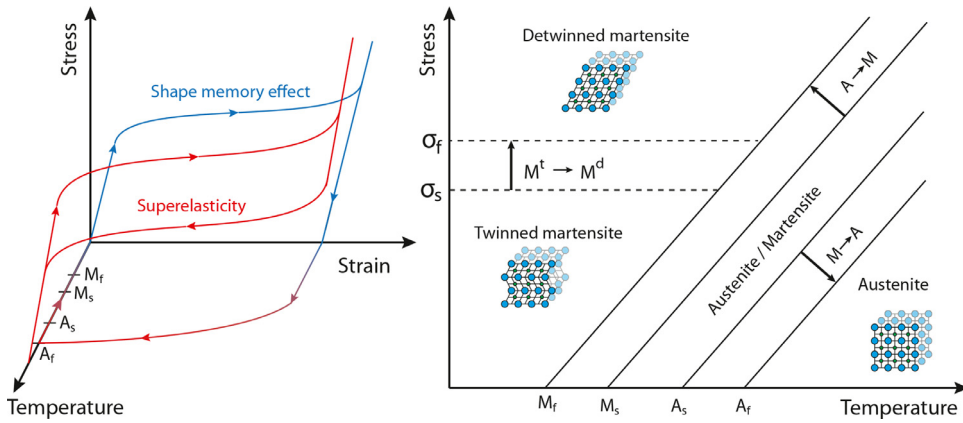 Stress
Shape memory effect
Superelasticity
Strain
Mf
Ms
As
Af
Temperature
Stress
Detwinned martensite
A→M
σf
Mt → Md
σs
Twinned martensite
Austenite / Martensite
M→A
Austenite
Mf
Ms
As
Af
Temperature